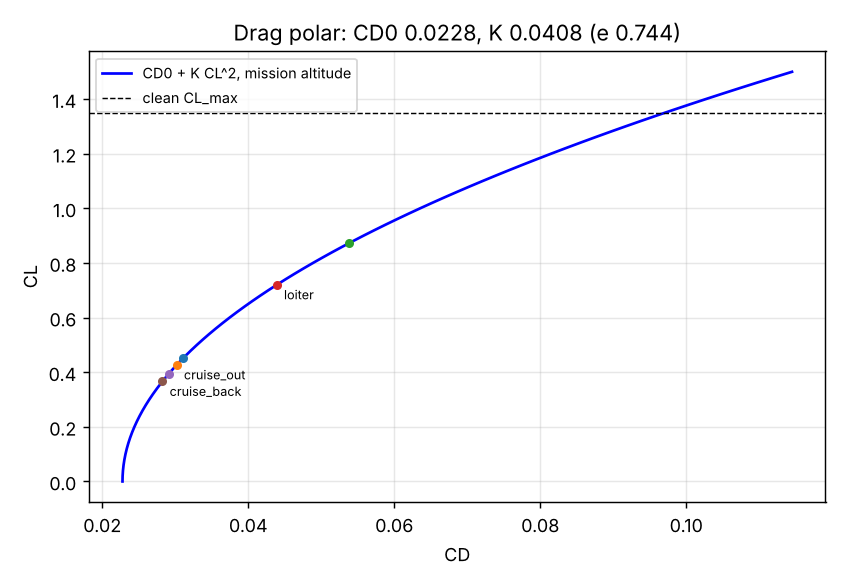 Drag polar: CD0 0.0228, K 0.0408 (e 0.744)
CD0 + K CL^2, mission altitude
clean CL_max
1.4
1.2
1.0
0.8
0.6
0.4
0.2
0.0
CL
loiter
cruise_out
cruise_back
0.02 0.04 0.06 0.08 0.10
CD